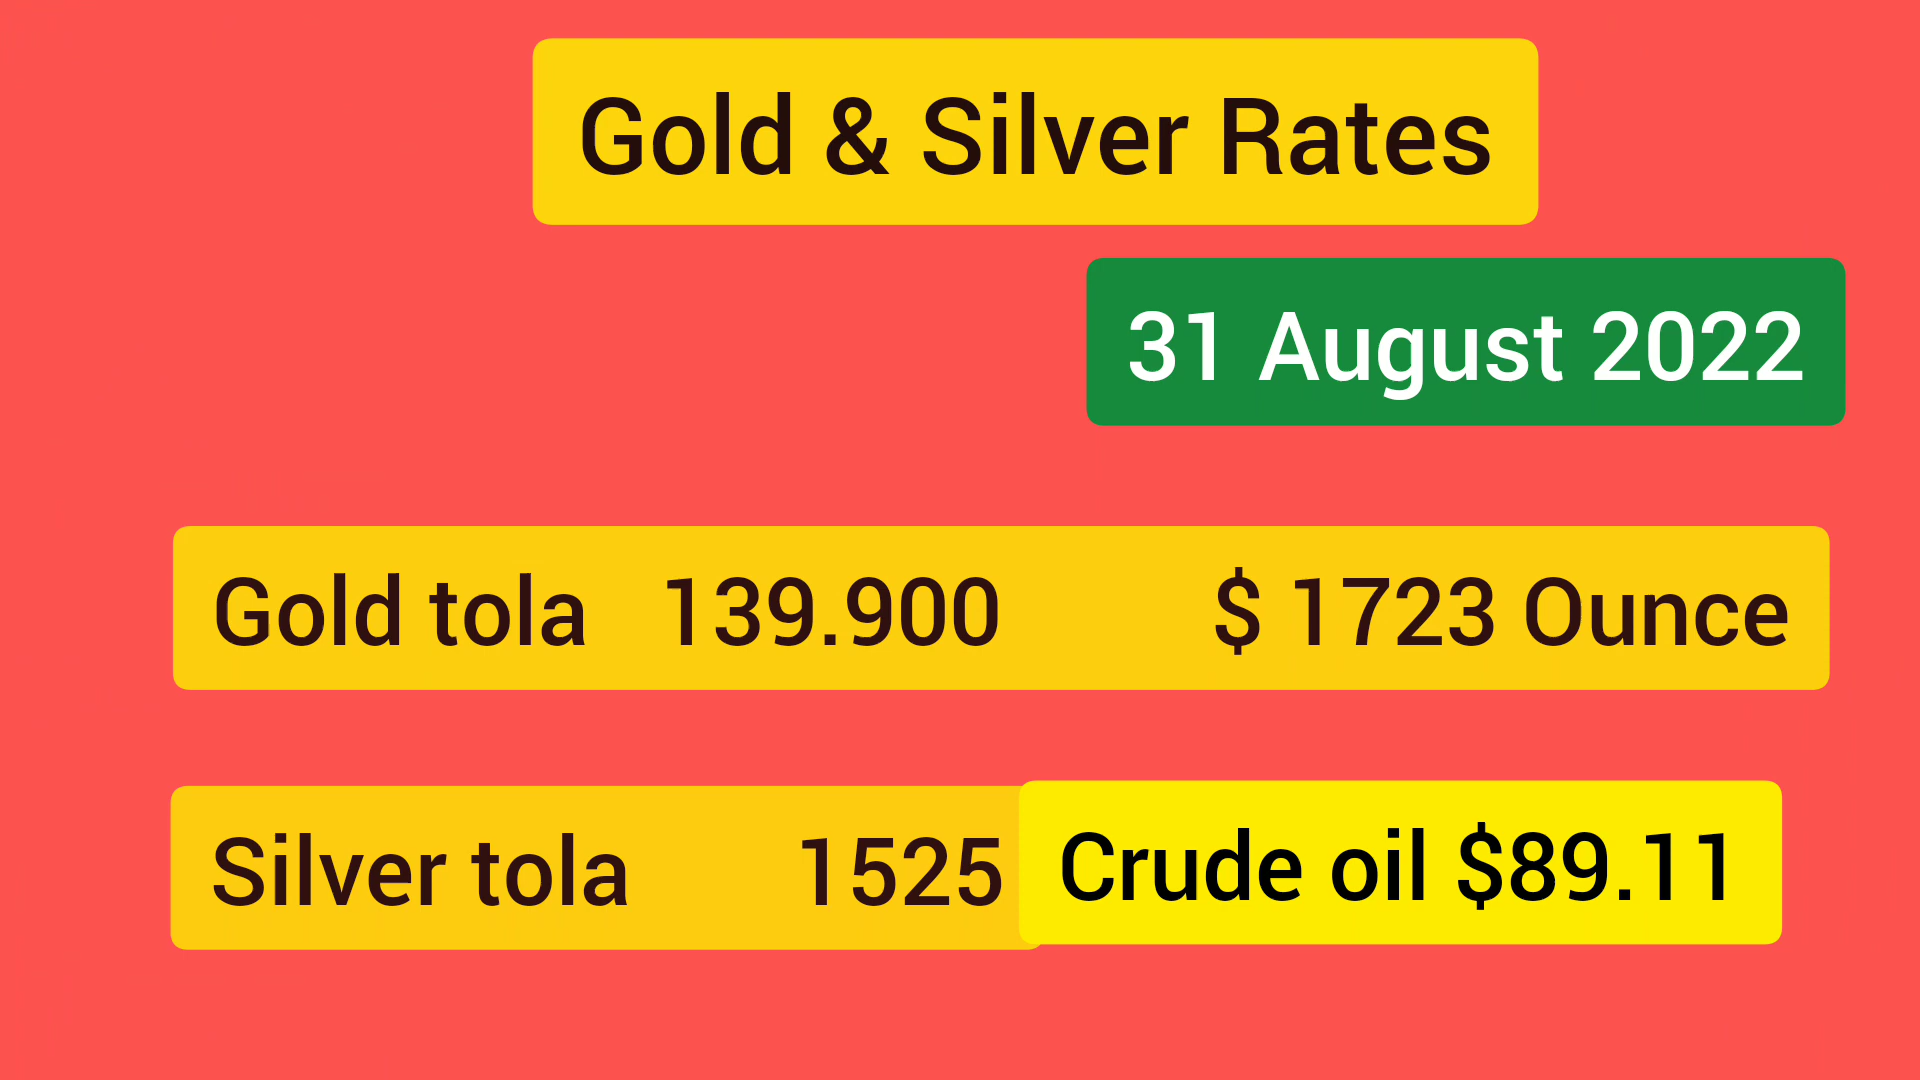 Gold & Silver Rates
31 August 2022
Gold tola 139.900 $ 1723 Ounce
Silver tola 1525 Crude oil $89.11